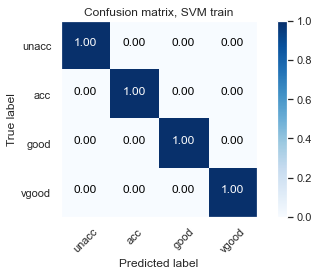 Confusion matrix, SVM train
True label
unacc
1.00 0.00 0.00 0.00
acc
0.00 1.00 0.00 0.00
good
0.00 0.00 1.00 0.00
vgood
0.00 0.00 0.00 1.00
unacc acc good vgood
Predicted label
1.0
0.8
0.6
0.4
0.2
0.0